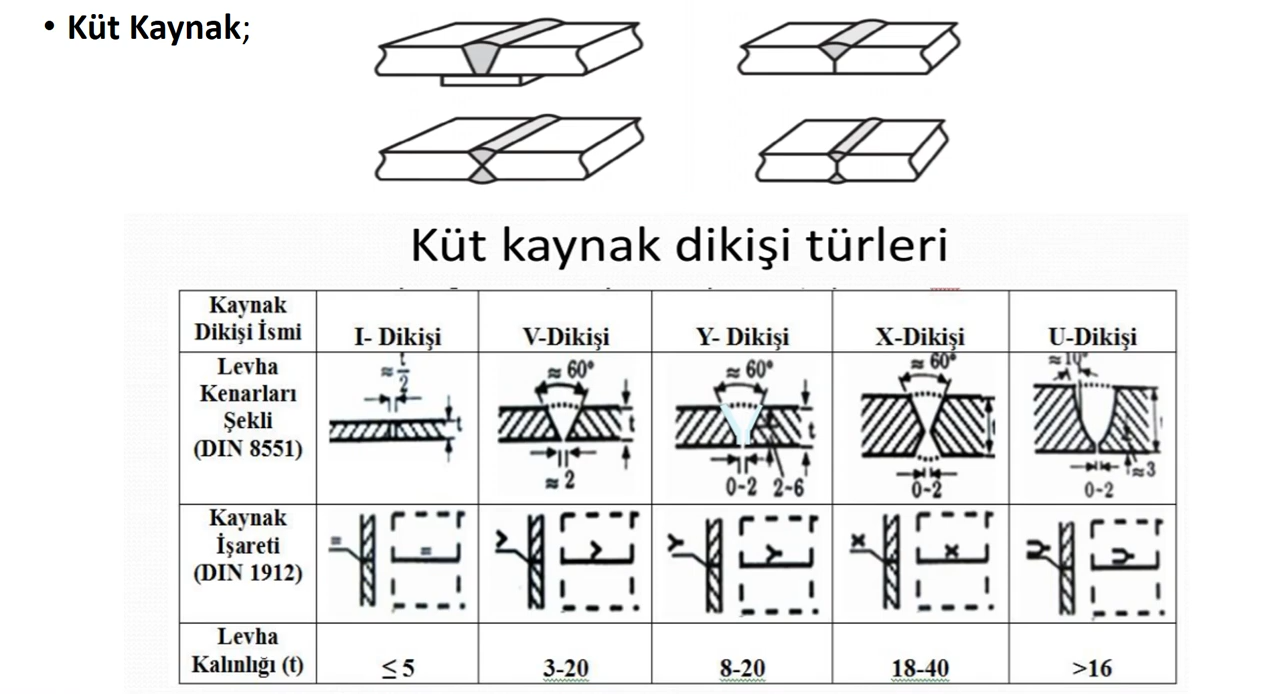 • Küt Kaynak;
Küt kaynak dikişi türleri
Kaynak
Dikişi İsmi
I- Dikişi
V-Dikişi
Y- Dikişi
X-Dikişi
U-Dikişi
Levha
Kenarları
Şekli
(DIN 8551)
≈ t/2
t
≈ 60°
t
≈ 2
≈ 60°
t
0-2 2-6
≈ 60°
0-2
≈ 10°
≈3
0-2
Kaynak
İşareti
(DIN 1912)
=
=
V
V
Y
Y
X
X
Levha
Kalınlığı (t)
≤ 5
3-20
8-20
18-40
>16